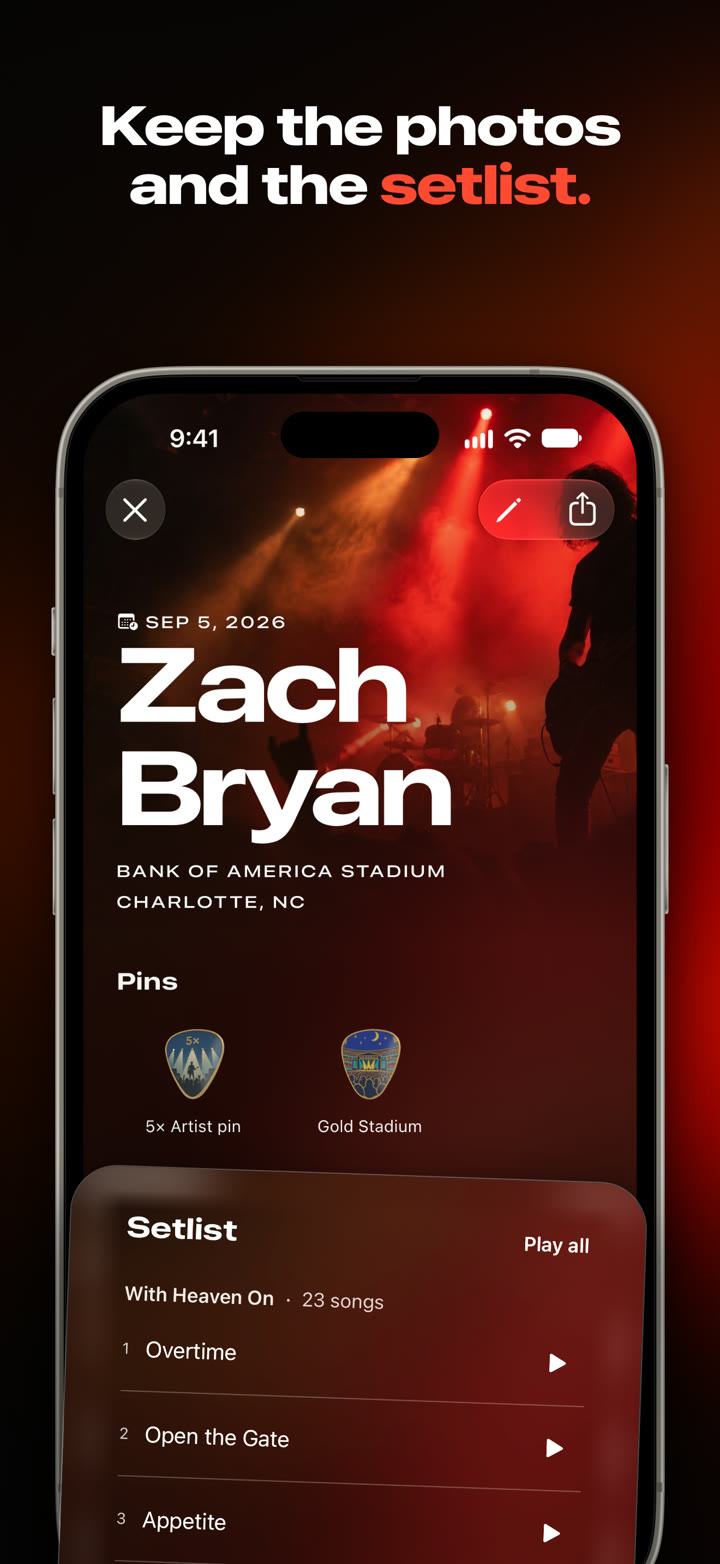 Keep the photos
and the setlist.
9:41
SEP 5, 2026
Zach
Bryan
BANK OF AMERICA STADIUM
CHARLOTTE, NC
Pins
5×
5× Artist pin
Gold Stadium
Setlist
Play all
With Heaven On · 23 songs
1 Overtime
2 Open the Gate
3 Appetite